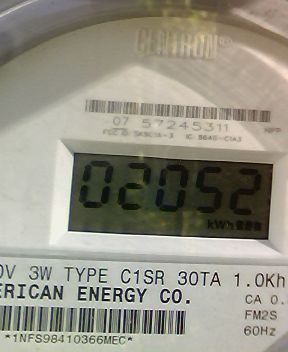 CENTRON®
07 57245311
02052
kWh
0V 3W TYPE C1SR 30TA 1.0Kh
ERICAN ENERGY CO.
CA 0.
FM2S
60Hz
*1NFS98410366MEC*